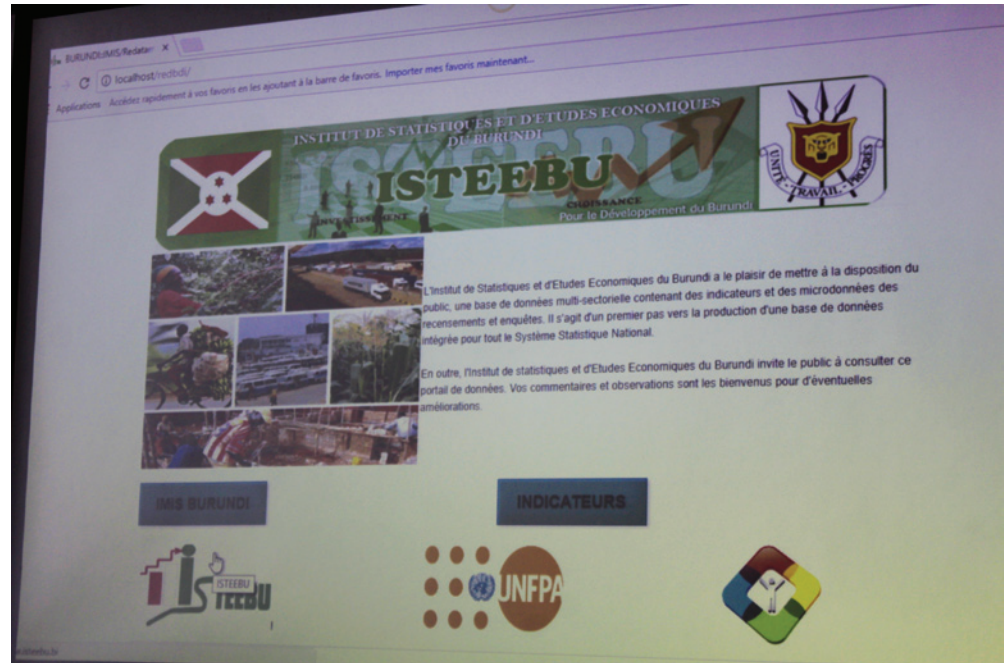 BURUNDI:IMIS/Redatam
localhost/redbdi/
Applications Accédez rapidement à vos favoris en les ajoutant à la barre de favoris. Importer mes favoris maintenant...
INSTITUT DE STATISTIQUES ET D'ETUDES ECONOMIQUES
DU BURUNDI
ISTEEBU
ISTEEBU
INVESTISSEMENT
CROISSANCE
Pour le Développement du Burundi
UNITÉ - TRAVAIL - PROGRÈS
L'Institut de Statistiques et d'Etudes Economiques du Burundi a le plaisir de mettre à la disposition du
public, une base de données multi-sectorielle contenant des indicateurs et des microdonnées des
recensements et enquêtes. Il s'agit d'un premier pas vers la production d'une base de données
intégrée pour tout le Système Statistique National.
En outre, l'Institut de statistiques et d'Etudes Economiques du Burundi invite le public à consulter ce
portail de données. Vos commentaires et observations sont les bienvenus pour d'éventuelles
améliorations.
IMIS BURUNDI
INDICATEURS
ISTEEBU
ISTEEBU
UNFPA